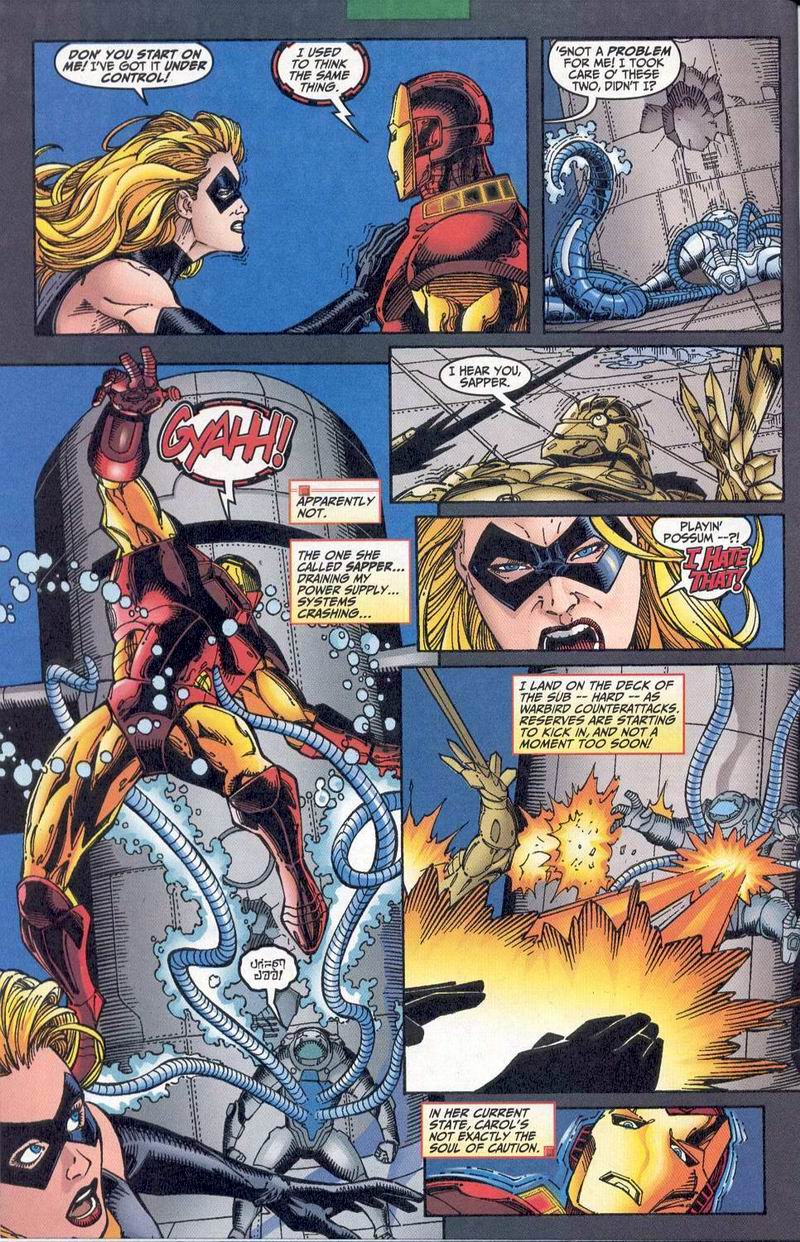 DON' YOU START ON
ME! I'VE GOT IT UNDER
CONTROL!
I USED
TO THINK
THE SAME
THING.
'SNOT A PROBLEM
FOR ME! I TOOK
CARE O' THESE
TWO, DIDN'T I?
I HEAR YOU,
SAPPER.
GYAHH!
APPARENTLY
NOT.
THE ONE SHE
CALLED SAPPER...
DRAINING MY
POWER SUPPLY...
SYSTEMS
CRASHING...
PLAYIN'
POSSUM --?!
I HATE
THAT!
I LAND ON THE DECK OF
THE SUB -- HARD -- AS
WARBIRD COUNTERATTACKS.
RESERVES ARE STARTING
TO KICK IN, AND NOT A
MOMENT TOO SOON!
IN HER CURRENT
STATE, CAROL'S
NOT EXACTLY THE
SOUL OF CAUTION.